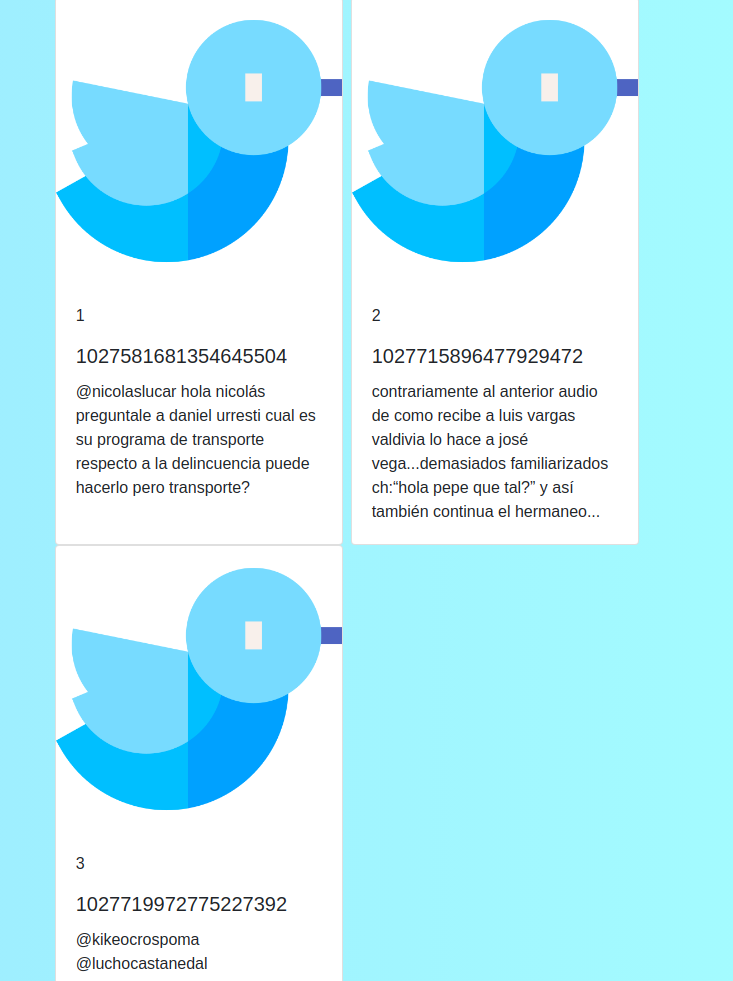 1
1027581681354645504
@nicolaslucar hola nicolás
preguntale a daniel urresti cual es
su programa de transporte
respecto a la delincuencia puede
hacerlo pero transporte?
2
1027715896477929472
contrariamente al anterior audio
de como recibe a luis vargas
valdivia lo hace a josé
vega...demasiados familiarizados
ch:“hola pepe que tal?” y así
también continua el hermaneo...
3
1027719972775227392
@kikeocrospoma
@luchocastanedal